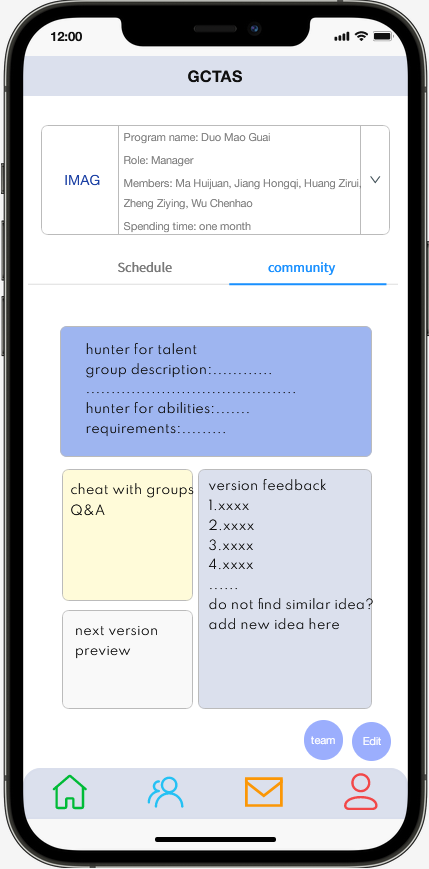 12:00
GCTAS
IMAG
Program name: Duo Mao Guai
Role: Manager
Members: Ma Huijuan, Jiang Hongqi, Huang Zirui,
Zheng Ziying, Wu Chenhao
Spending time: one month
Schedule
community
hunter for talent
group description:............
.........................................
hunter for abilities:.......
requirements:.........
cheat with groups
Q&A
version feedback
1.xxxx
2.xxxx
3.xxxx
4.xxxx
......
do not find similar idea?
add new idea here
next version
preview
team
Edit